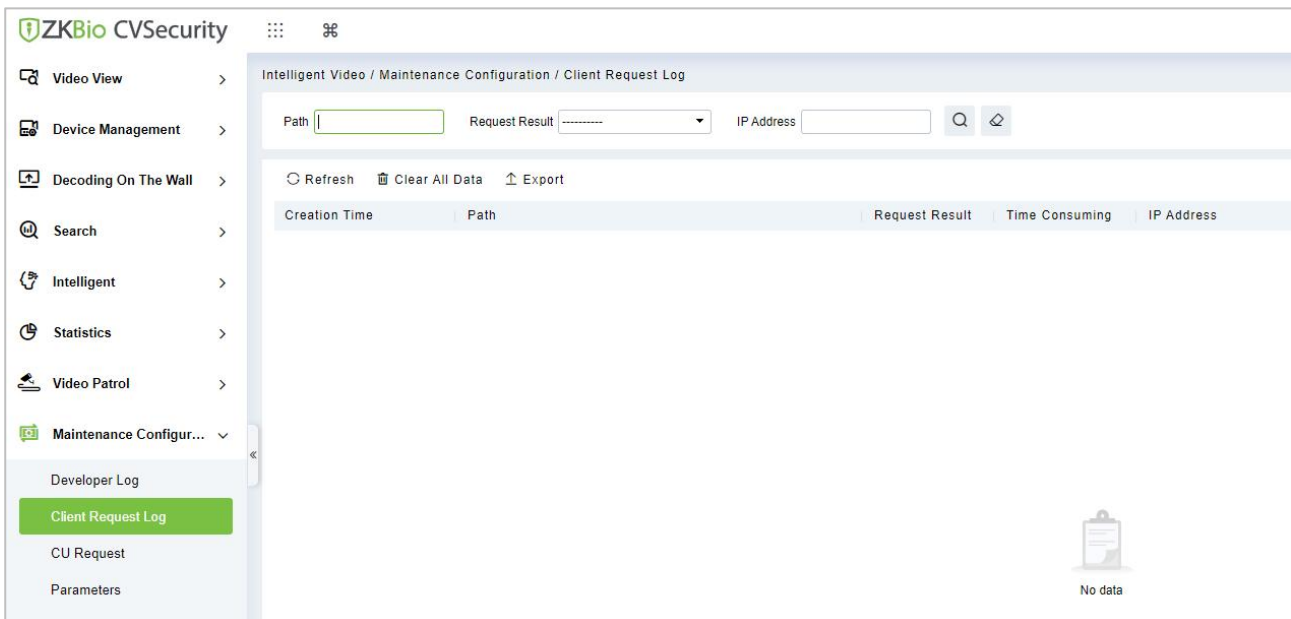 ZKBio CVSecurity
Video View
Device Management
Decoding On The Wall
Search
Intelligent
Statistics
Video Patrol
Maintenance Configur...
Developer Log
Client Request Log
CU Request
Parameters
Intelligent Video / Maintenance Configuration / Client Request Log
Path Request Result ---------- IP Address
Refresh Clear All Data Export
Creation Time Path Request Result Time Consuming IP Address
No data